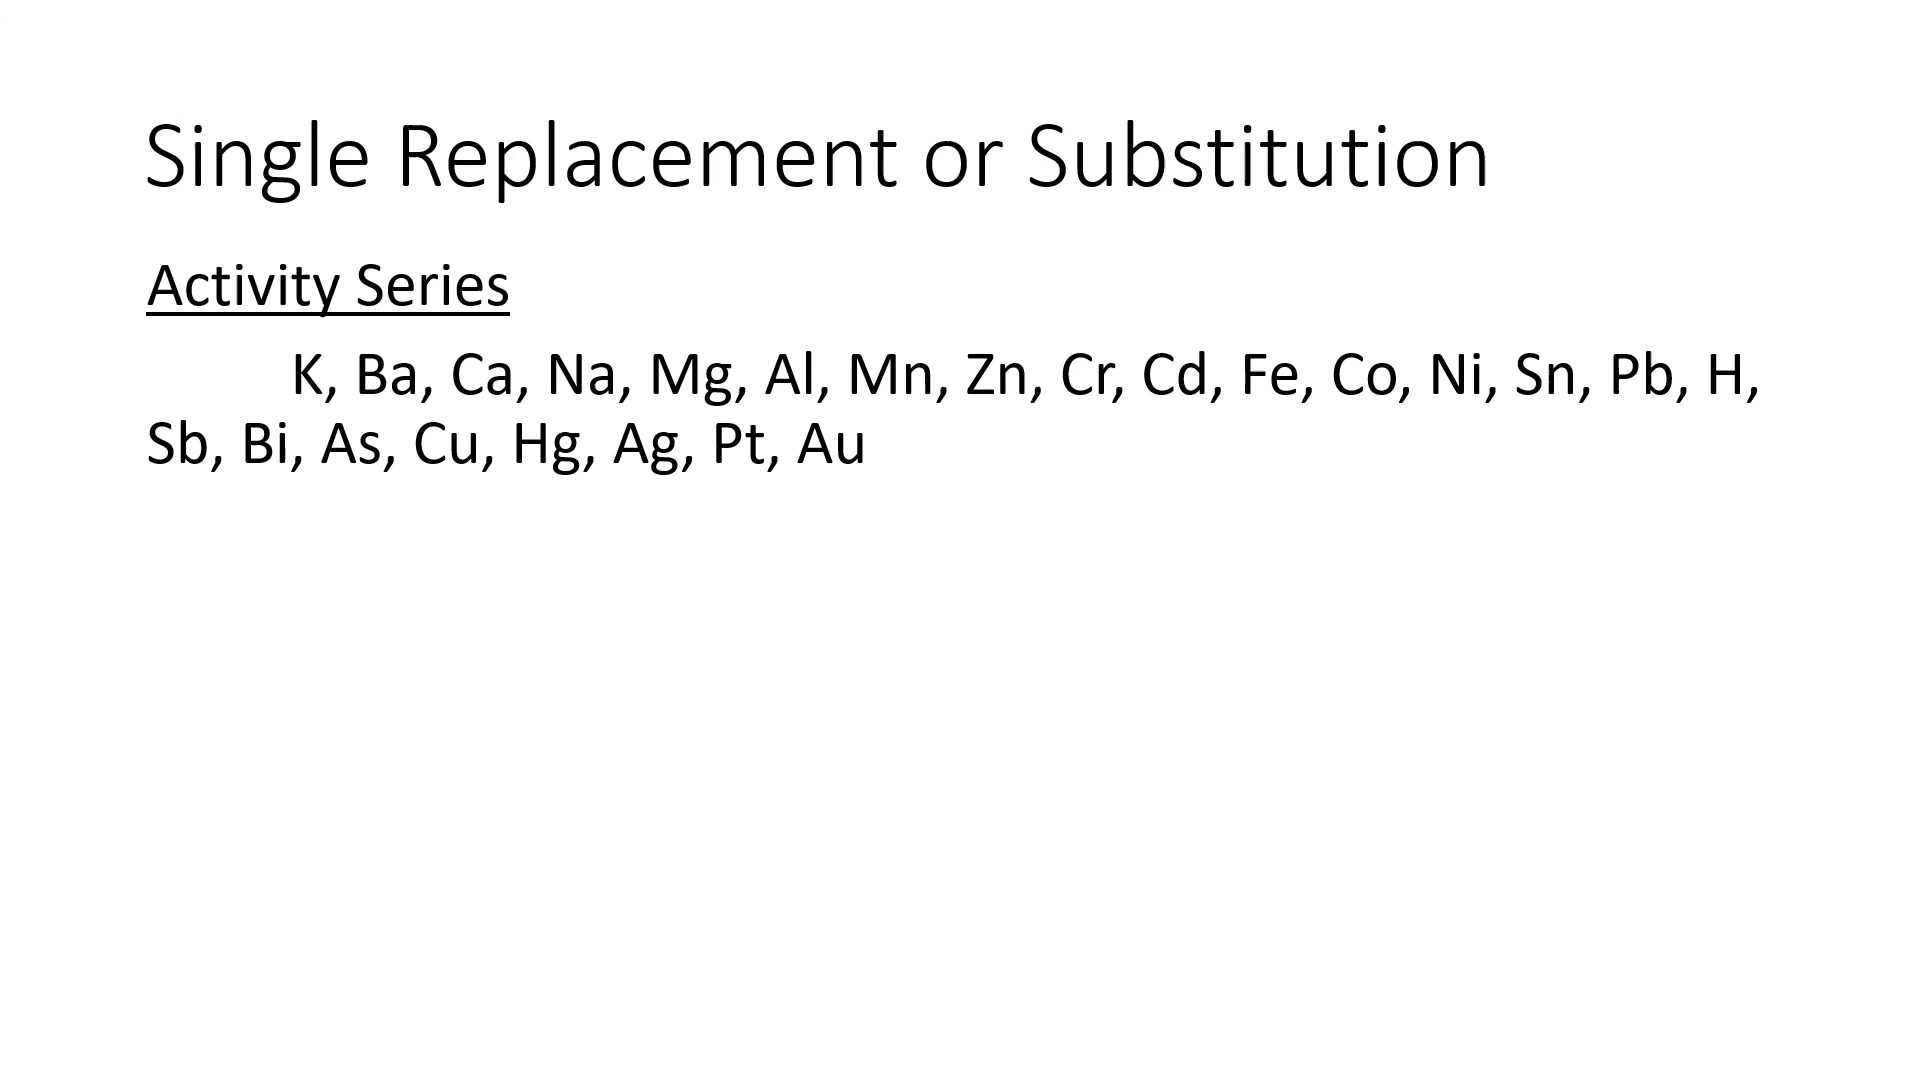 Single Replacement or Substitution
Activity Series
K, Ba, Ca, Na, Mg, Al, Mn, Zn, Cr, Cd, Fe, Co, Ni, Sn, Pb, H,
Sb, Bi, As, Cu, Hg, Ag, Pt, Au